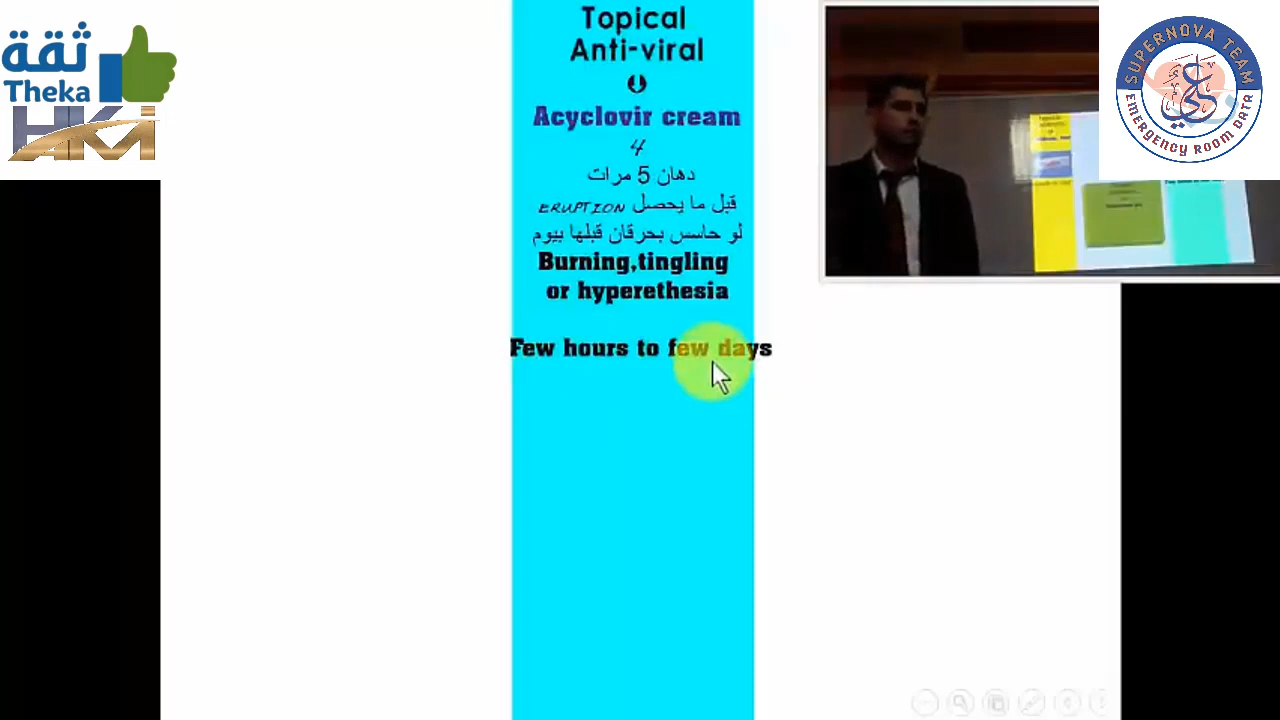 ثقة
Theka
HKMi
Topical
Anti-viral
Acyclovir cream
4
دهان 5 مرات
قبل ما يحصل ERUPTION
لو حاسس بحرقان قبلها بيوم
Burning,tingling
or hyperethesia
Few hours to few days
SUPERNOVA TEAM
EMERGENCY ROOM DATA